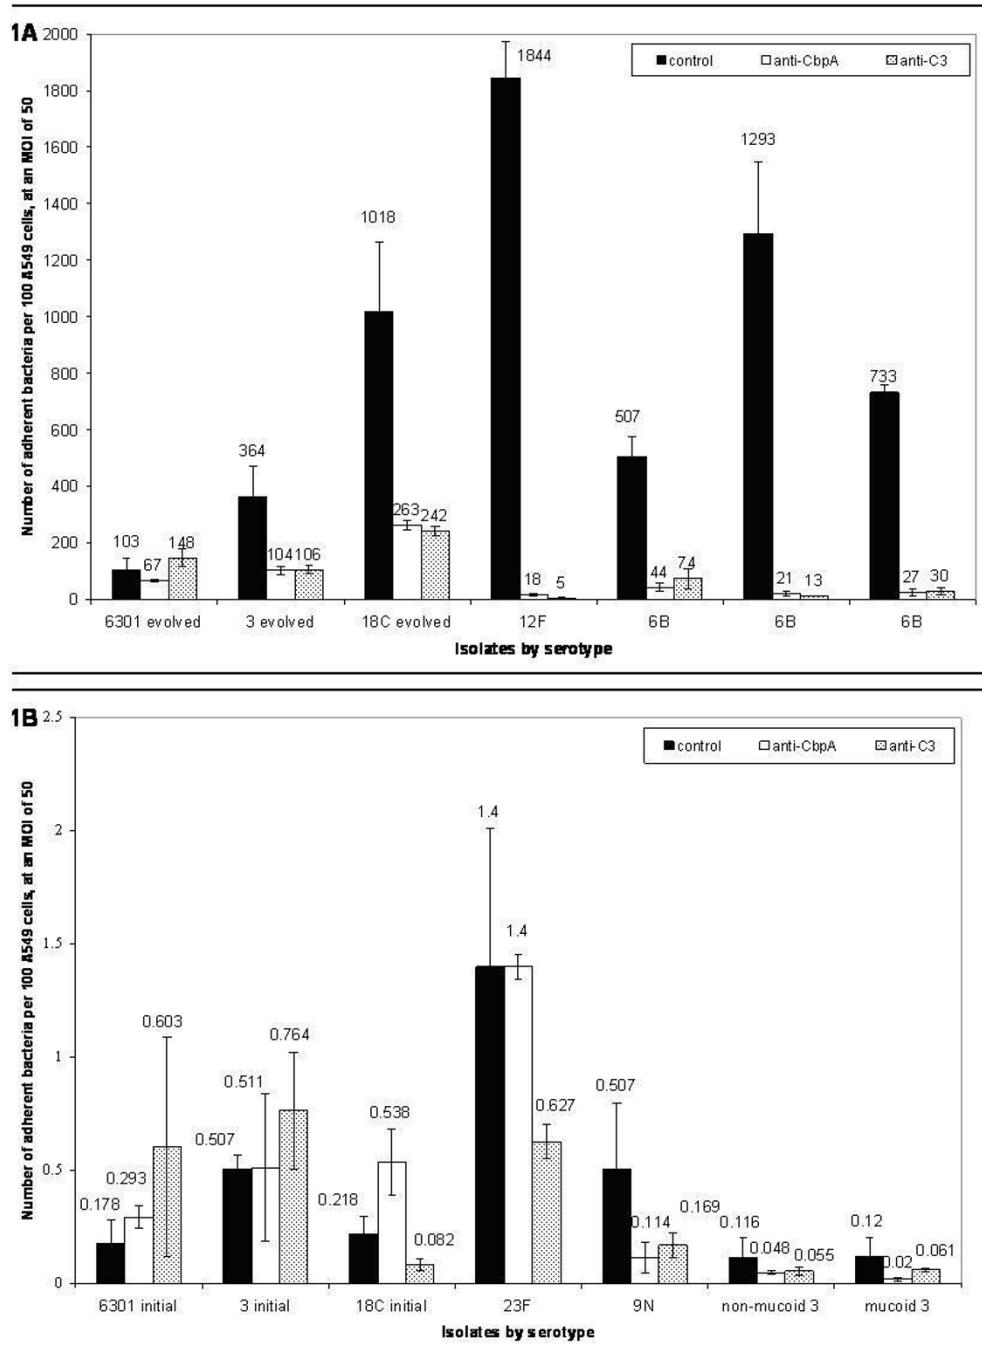 1A
Number of adherent bacteria per 100 A549 cells, at an MOI of 50
2000
1800
1600
1400
1200
1000
800
600
400
200
0
control anti-CbpA anti-C3
103 67 148
364 104 106
1018 263 242
1844 18 5
507 44 74
1293 21 13
733 27 30
6301 evolved 3 evolved 18C evolved 12F 6B 6B 6B
Isolates by serotype
1B
Number of adherent bacteria per 100 A549 cells, at an MOI of 50
2.5
2
1.5
1
0.5
0
control anti-CbpA anti-C3
0.178 0.293 0.603
0.507 0.511 0.764
0.218 0.538 0.082
1.4 1.4 0.627
0.507 0.114 0.169
0.116 0.048 0.055
0.12 0.02 0.061
6301 initial 3 initial 18C initial 23F 9N non-mucoid 3 mucoid 3
Isolates by serotype